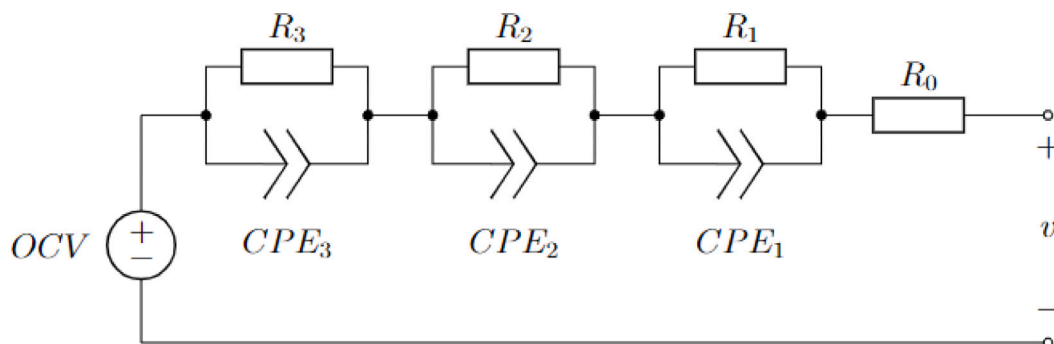 R₃ R₂ R₁
R₀
+
OCV + −
CPE₃ CPE₂ CPE₁
v
−